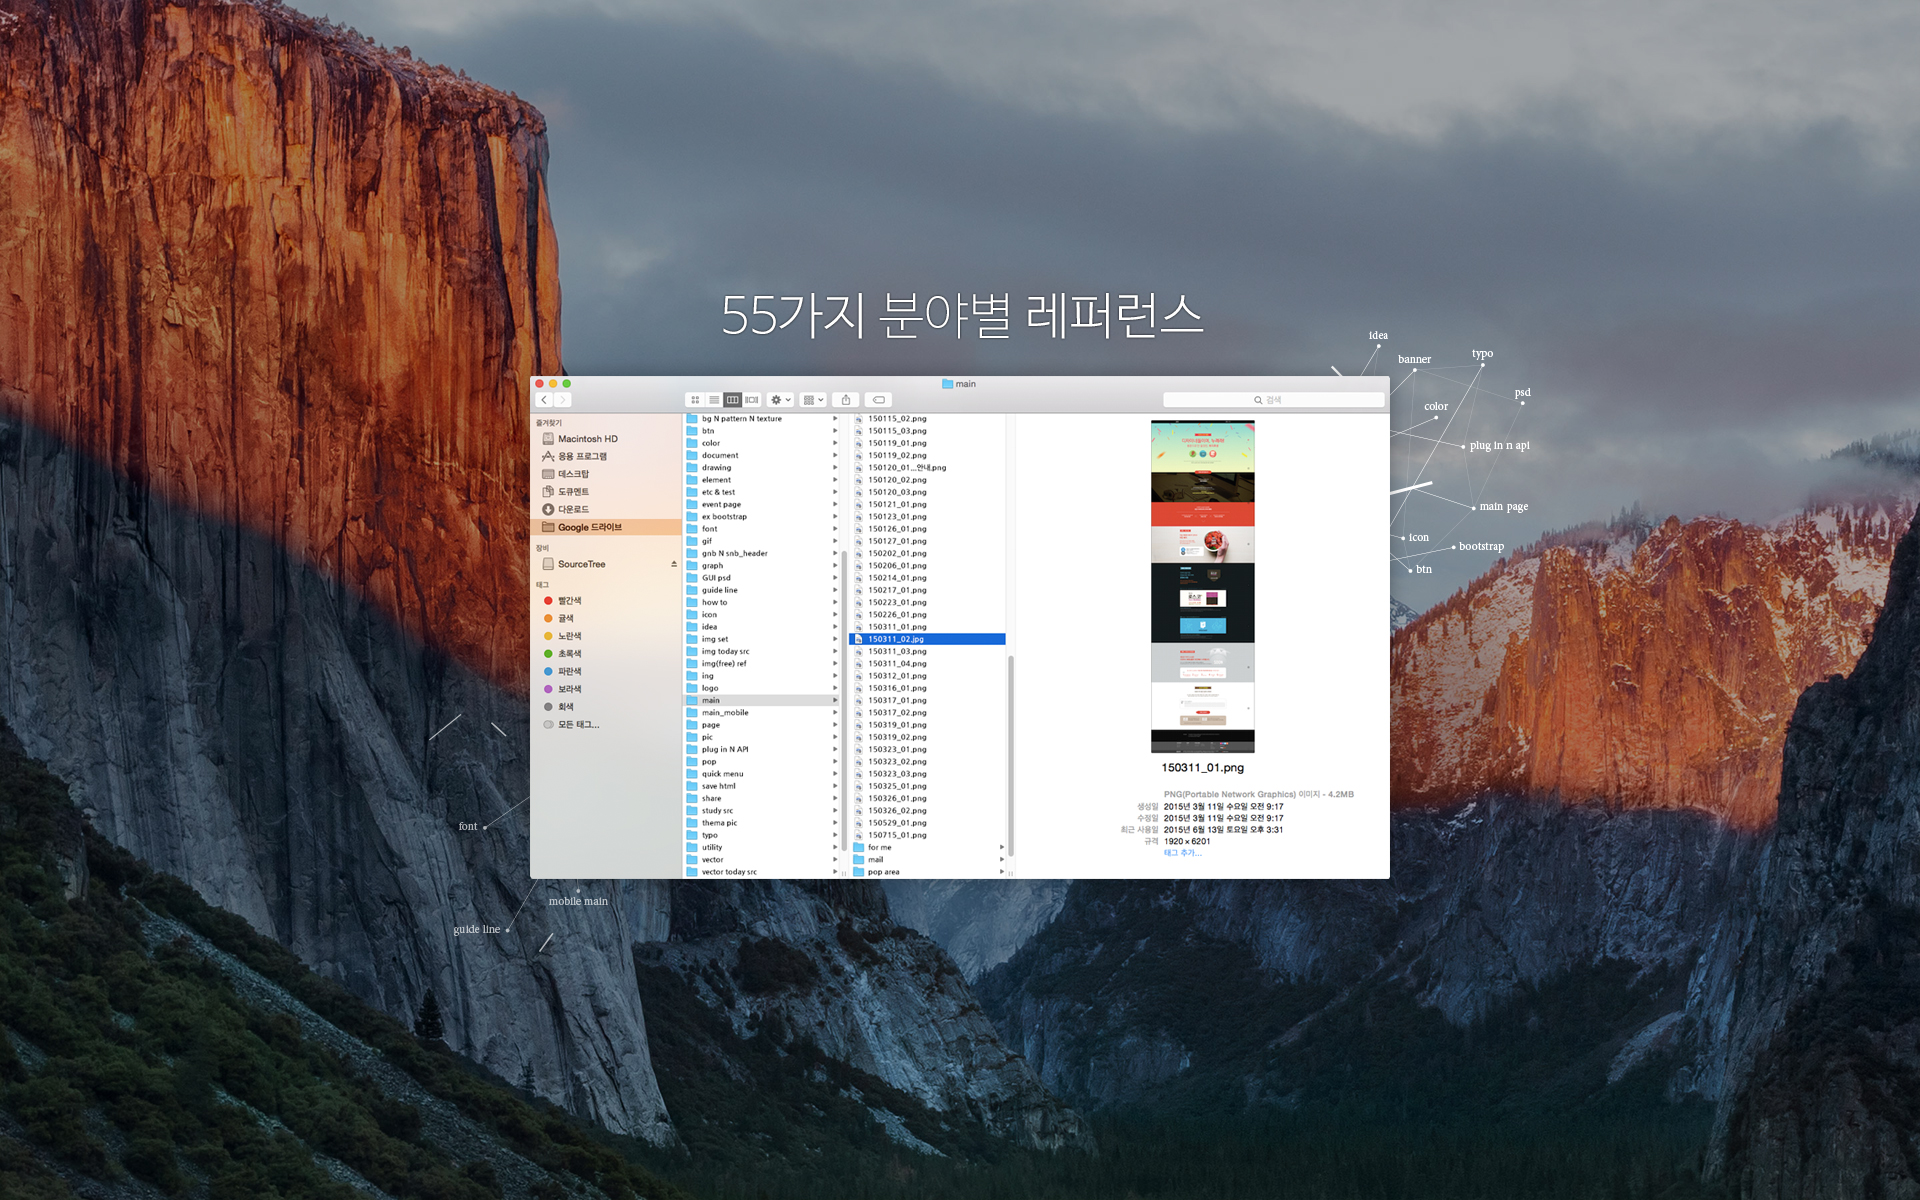 55가지 분야별 레퍼런스
idea
banner
typo
psd
color
plug in n api
main page
icon
bootstrap
btn
font
mobile main
guide line
main
검색
즐겨찾기
Macintosh HD
응용 프로그램
데스크탑
도큐멘트
다운로드
Google 드라이브
장비
SourceTree
태그
빨간색
귤색
노란색
초록색
파란색
보라색
회색
모든 태그...
bg N pattern N texture
btn
color
document
drawing
element
etc & test
event page
ex bootstrap
font
gif
gnb N snb_header
graph
GUI psd
guide line
how to
icon
idea
img set
img today src
img(free) ref
ing
logo
main
main_mobile
page
pic
plug in N API
pop
quick menu
save html
share
study src
thema pic
typo
utility
vector
vector today src
150115_02.png
150115_03.png
150119_01.png
150119_02.png
150120_01...안내.png
150120_02.png
150120_03.png
150121_01.png
150123_01.png
150126_01.png
150127_01.png
150202_01.png
150206_01.png
150214_01.png
150217_01.png
150223_01.png
150226_01.png
150311_01.png
150311_02.jpg
150311_03.png
150311_04.png
150312_01.png
150316_01.png
150317_01.png
150317_02.png
150319_01.png
150319_02.png
150323_01.png
150323_02.png
150323_03.png
150325_01.png
150326_01.png
150326_02.png
150529_01.png
150715_01.png
for me
mail
pop area
150311_01.png
PNG(Portable Network Graphics) 이미지 - 4.2MB
생성일 2015년 3월 11일 수요일 오전 9:17
수정일 2015년 3월 11일 수요일 오전 9:17
최근 사용일 2015년 6월 13일 토요일 오후 3:31
규격 1920 × 6201
태그 추가...